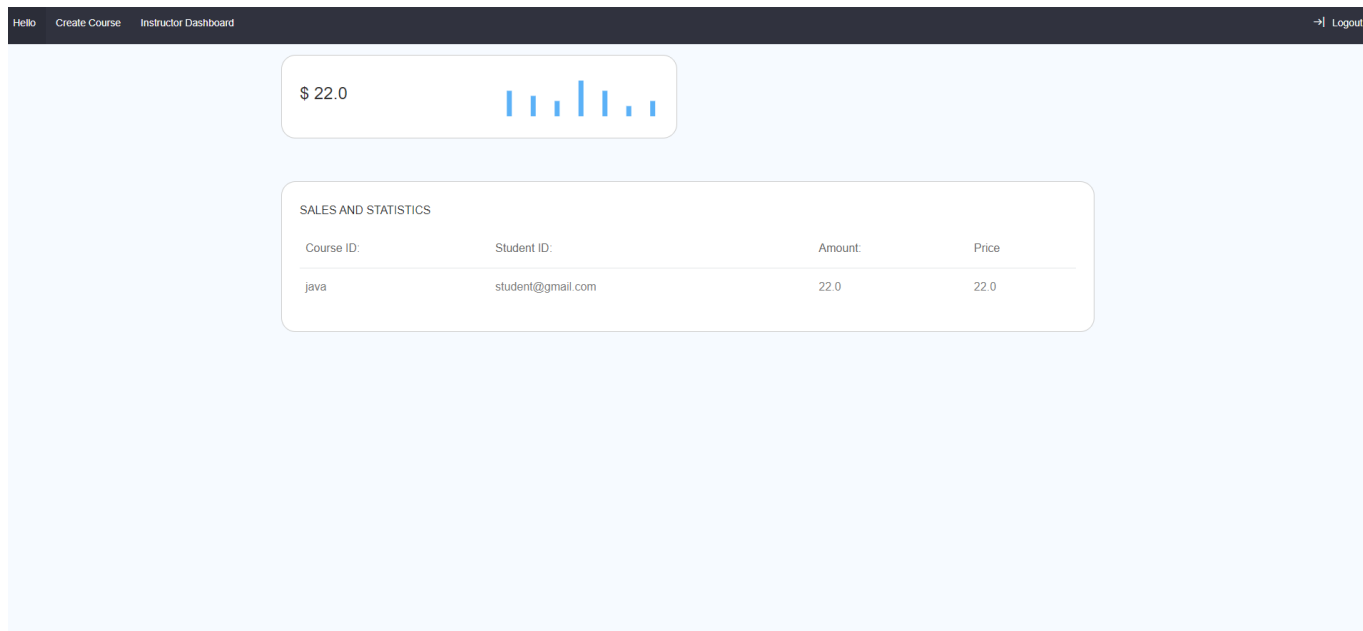 Hello Create Course Instructor Dashboard Logout
$ 22.0
SALES AND STATISTICS
Course ID: Student ID: Amount: Price
java student@gmail.com 22.0 22.0